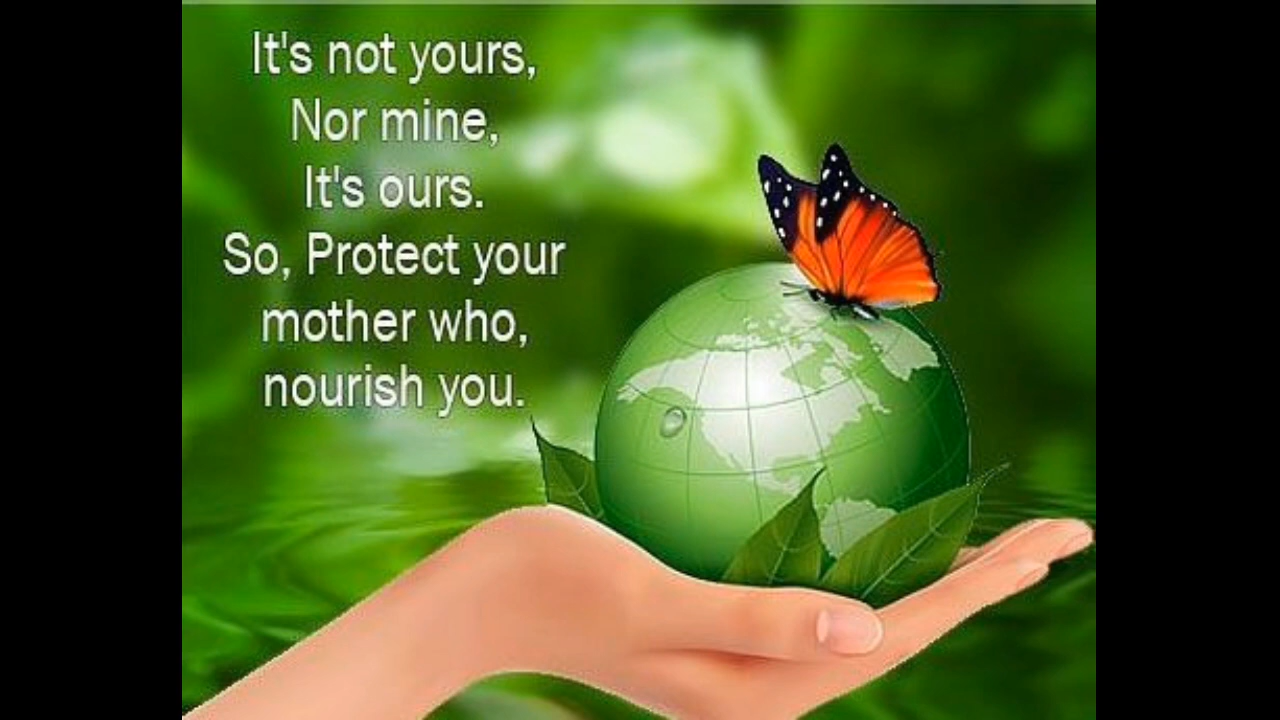 It's not yours,
Nor mine,
It's ours.
So, Protect your
mother who,
nourish you.